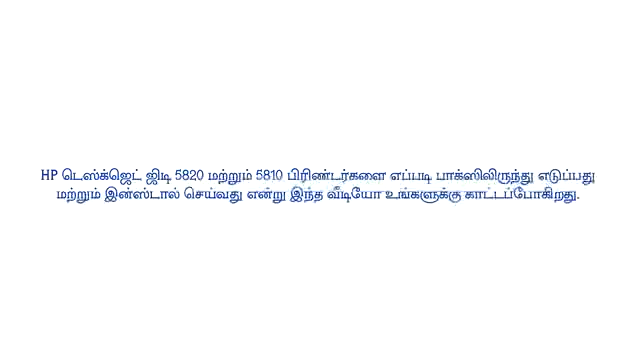 HP டெஸ்க்ஜெட் ஜிடி 5820 மற்றும் 5810 பிரிண்டர்களை எப்படி பாக்ஸிலிருந்து எடுப்பது
மற்றும் இன்ஸ்டால் செய்வது என்று இந்த வீடியோ உங்களுக்கு காட்டப்போகிறது.